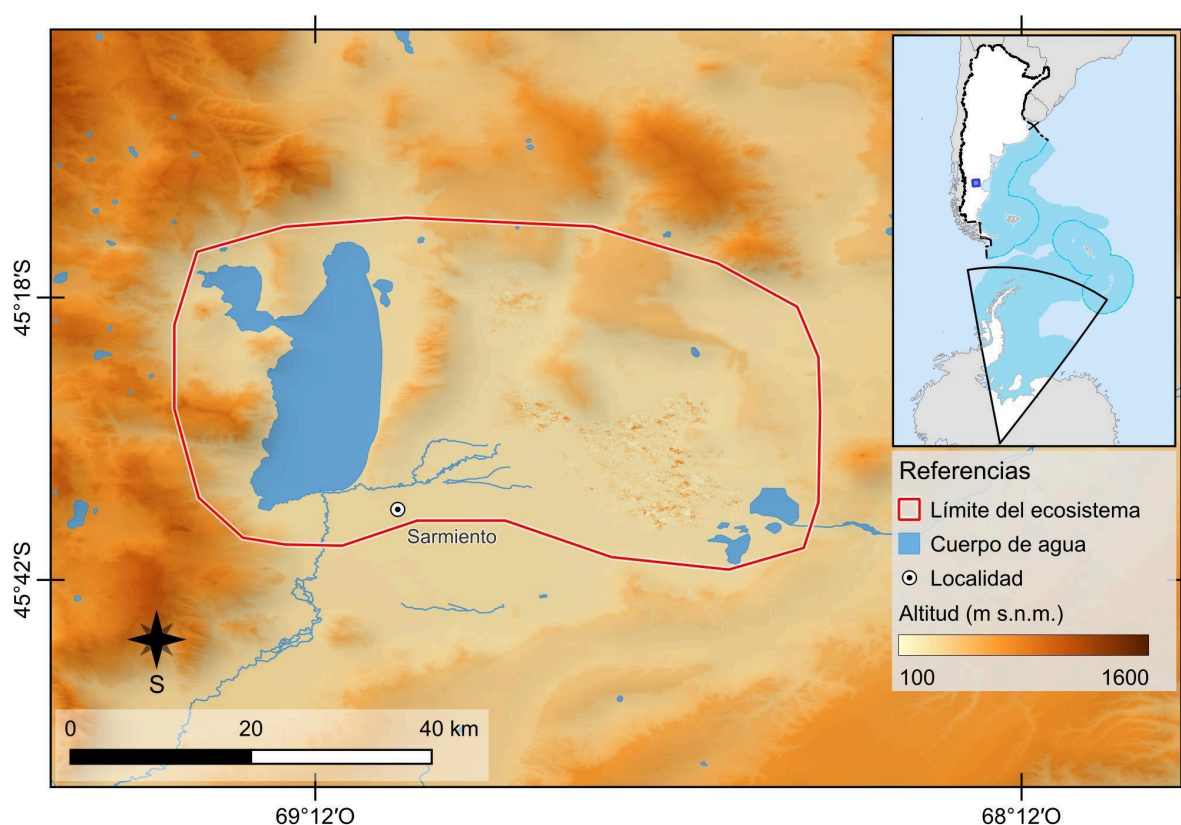 45°18′S
45°42′S
Sarmiento
S
0 20 40 km
69°12′O
68°12′O
Referencias
Límite del ecosistema
Cuerpo de agua
Localidad
Altitud (m s.n.m.)
100 1600